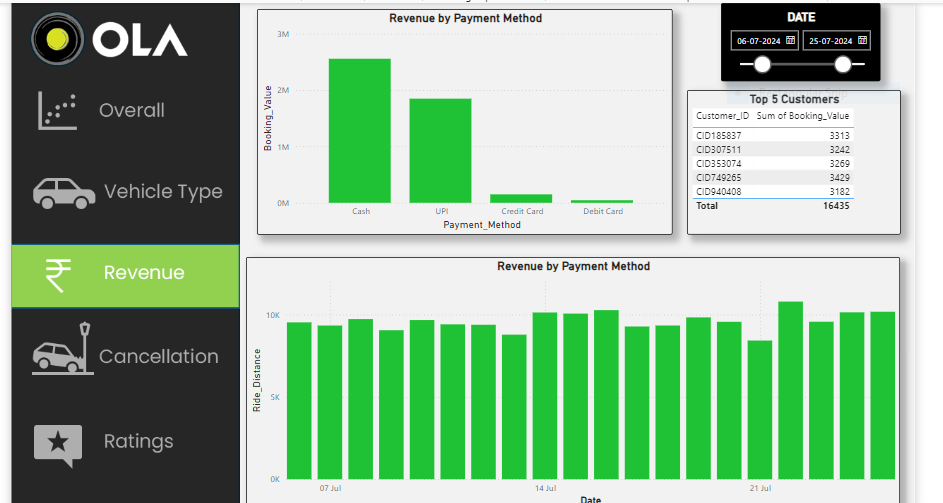 OLA
Overall
Vehicle Type
Revenue
Cancellation
Ratings
Revenue by Payment Method
3M
2M
1M
0M
Booking_Value
Cash UPI Credit Card Debit Card
Payment_Method
DATE
06-07-2024 25-07-2024
Top 5 Customers
Customer_ID Sum of Booking_Value
CID185837 3313
CID307511 3242
CID353074 3269
CID749265 3429
CID940408 3182
Total 16435
Revenue by Payment Method
10K
5K
0K
Ride_Distance
07 Jul 14 Jul 21 Jul
Date